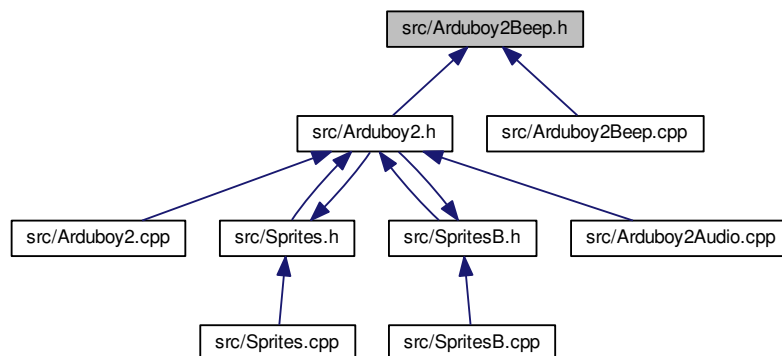 src/Arduboy2Beep.h
src/Arduboy2.h
src/Arduboy2Beep.cpp
src/Arduboy2.cpp
src/Sprites.h
src/SpritesB.h
src/Arduboy2Audio.cpp
src/Sprites.cpp
src/SpritesB.cpp